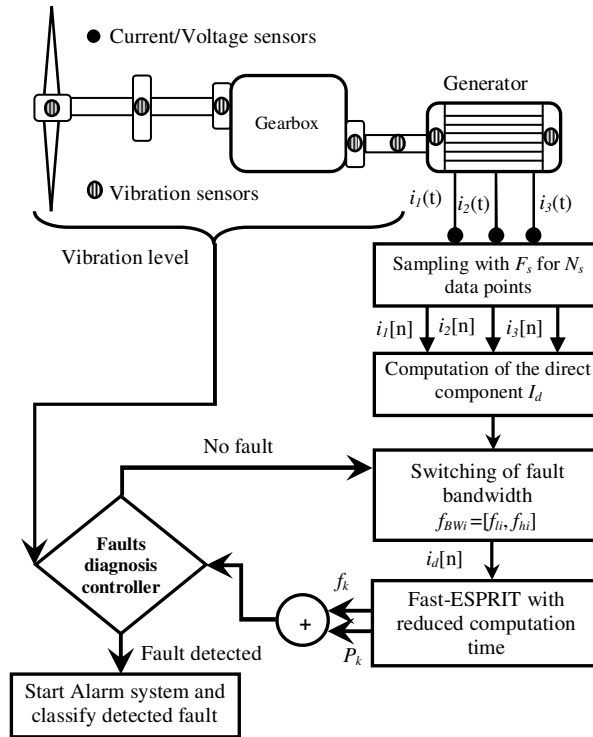 Current/Voltage sensors
Generator
Gearbox
Vibration sensors
i1(t)
i2(t)
i3(t)
Vibration level
Sampling with Fs for Ns
data points
i1[n]
i2[n]
i3[n]
Computation of the direct
component Id
No fault
Switching of fault
bandwidth
fBWi=[fli, fhi]
Faults
diagnosis
controller
id[n]
fk
+
Pk
Fast-ESPRIT with
reduced computation
time
Fault detected
Start Alarm system and
classify detected fault